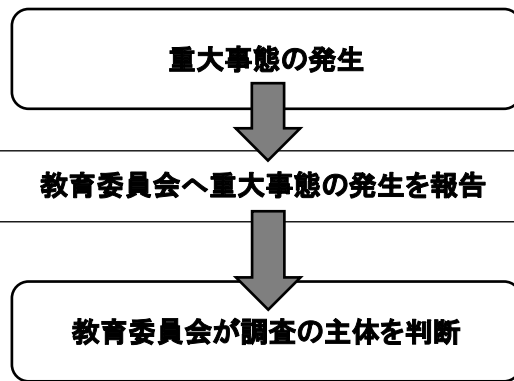 重大事態の発生
教育委員会へ重大事態の発生を報告
教育委員会が調査の主体を判断